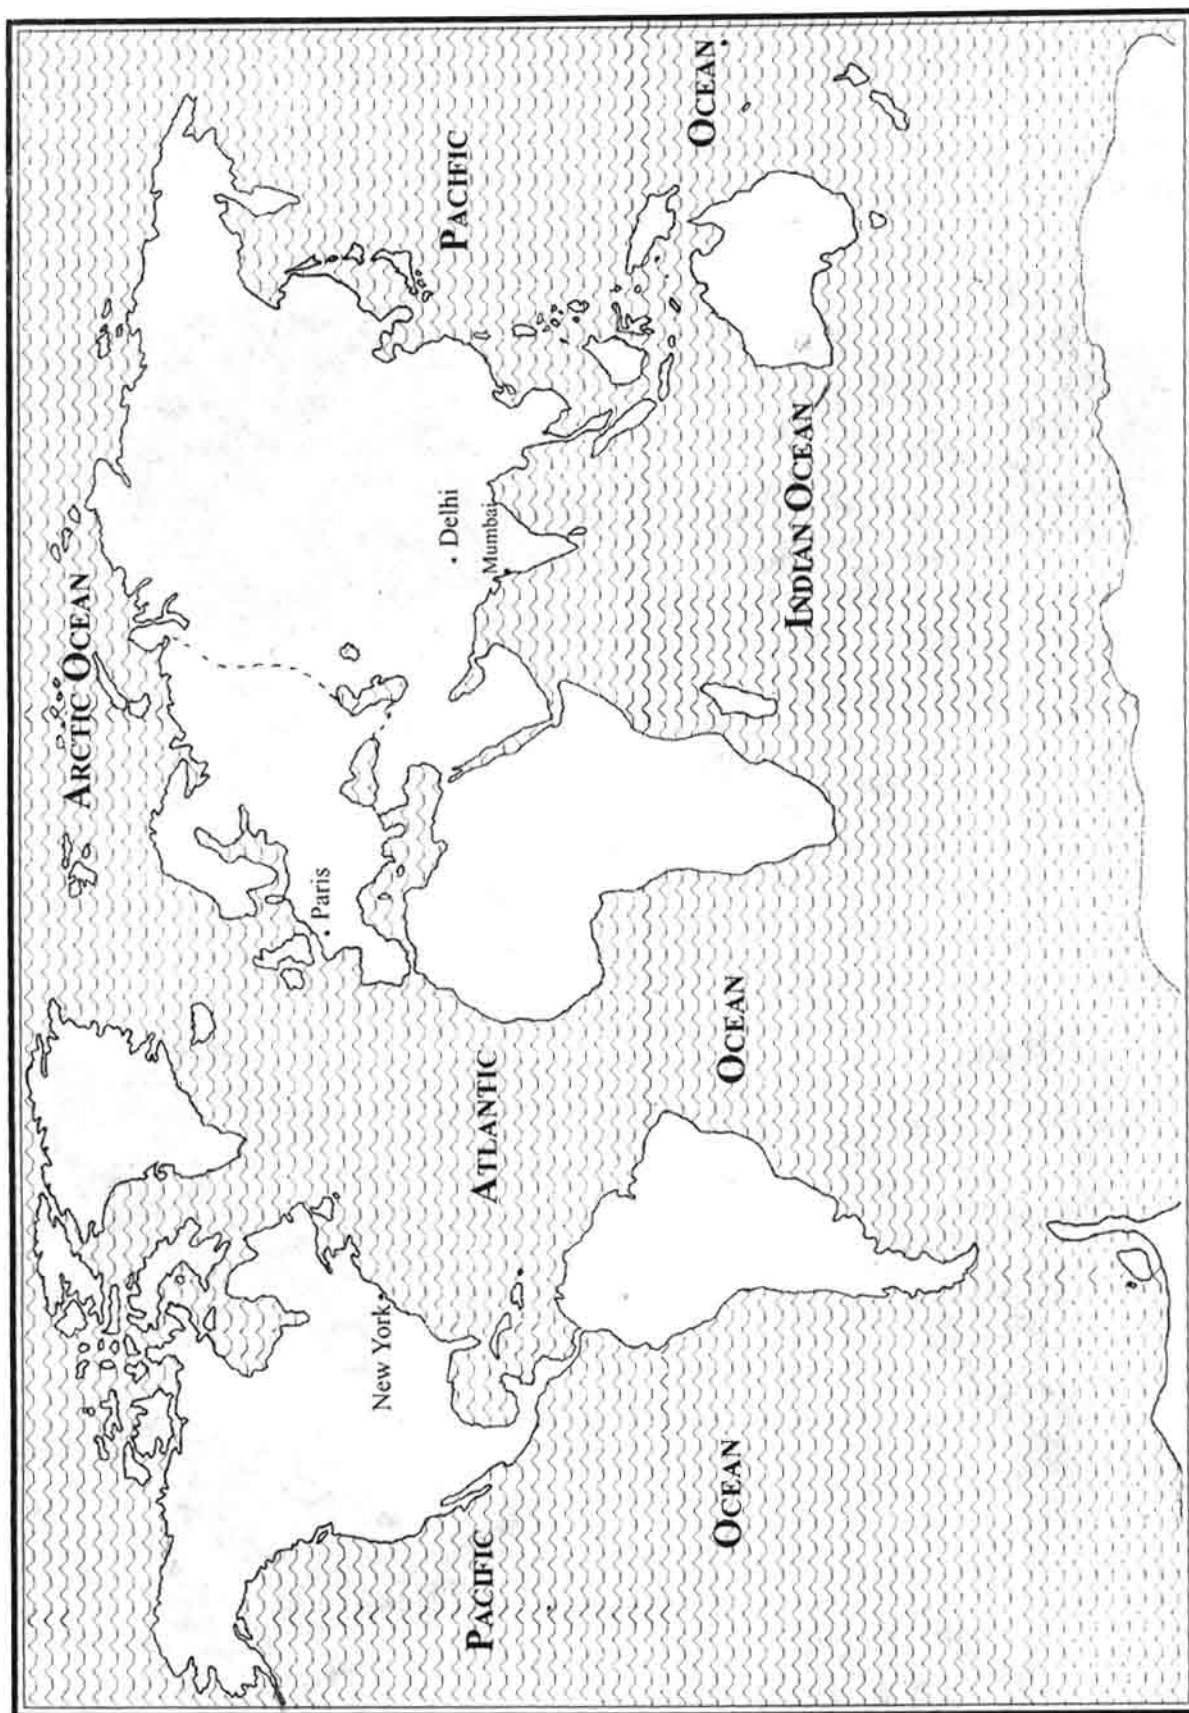 ARCTIC OCEAN
PACIFIC
OCEAN
Paris
Delhi
Mumbai
New York
ATLANTIC
OCEAN
INDIAN OCEAN
PACIFIC
OCEAN